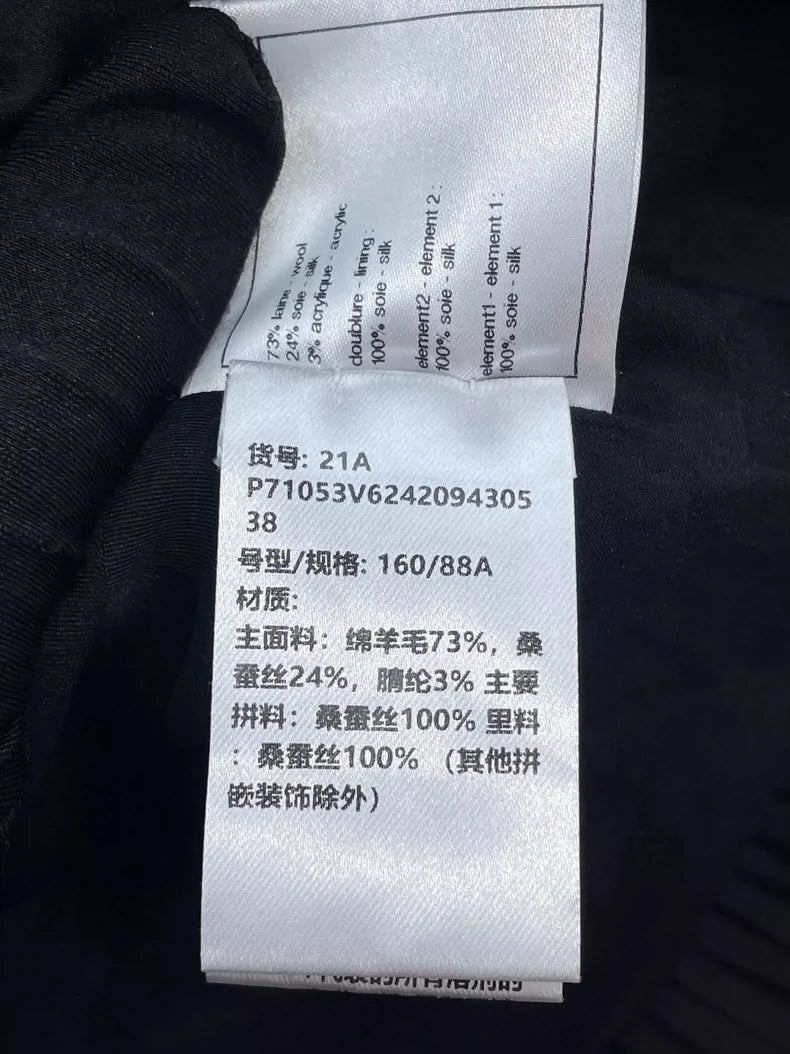 73% laine - wool
24% soie - silk
3% acrylique - acrylic
doublure - lining :
100% soie - silk
element2 - element 2 :
100% soie - silk
element1 - element 1 :
100% soie - silk
货号: 21A
P71053V6242094305
38
号型/规格: 160/88A
材质:
主面料：绵羊毛73%，桑
蚕丝24%，腈纶3% 主要
拼料：桑蚕丝100% 里料
：桑蚕丝100% （其他拼
嵌装饰除外）